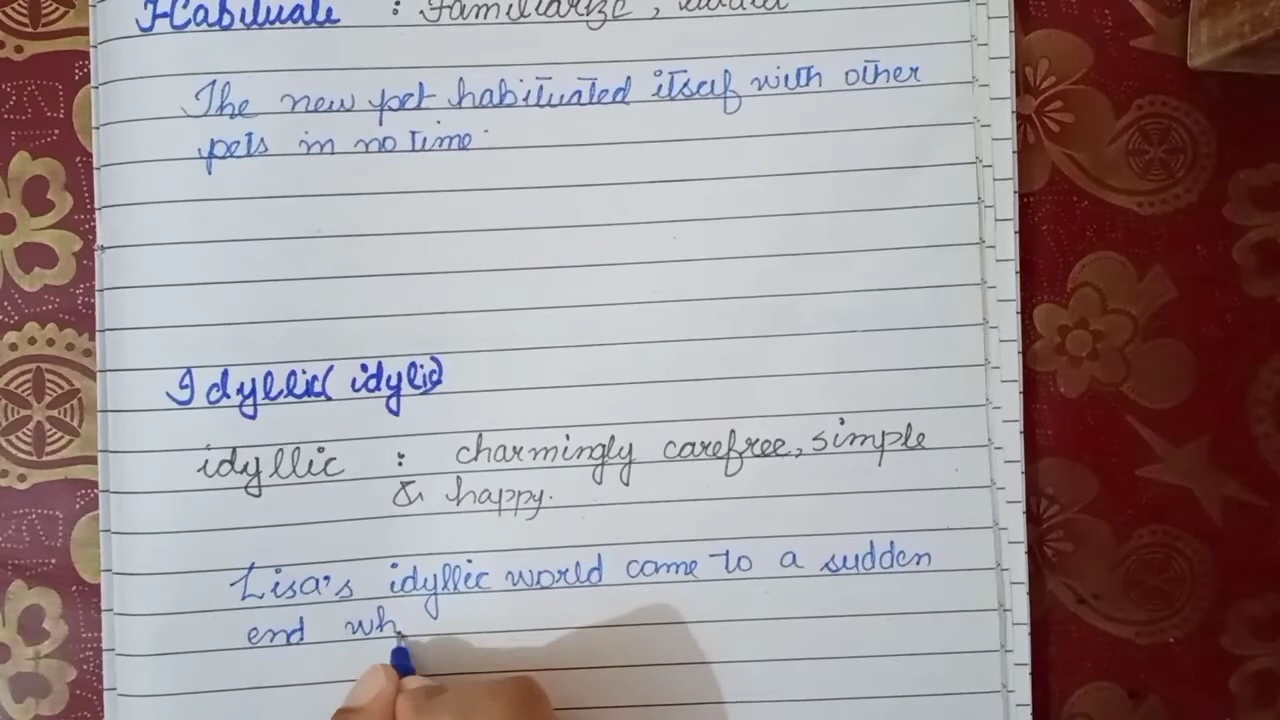 Habituate : Familiarize,
The new pet habituated itself with other
pets in no time.
Idyllic( idylic)
idyllic : charmingly carefree, simple
& happy.
Lisa's idyllic world came to a sudden
end wh